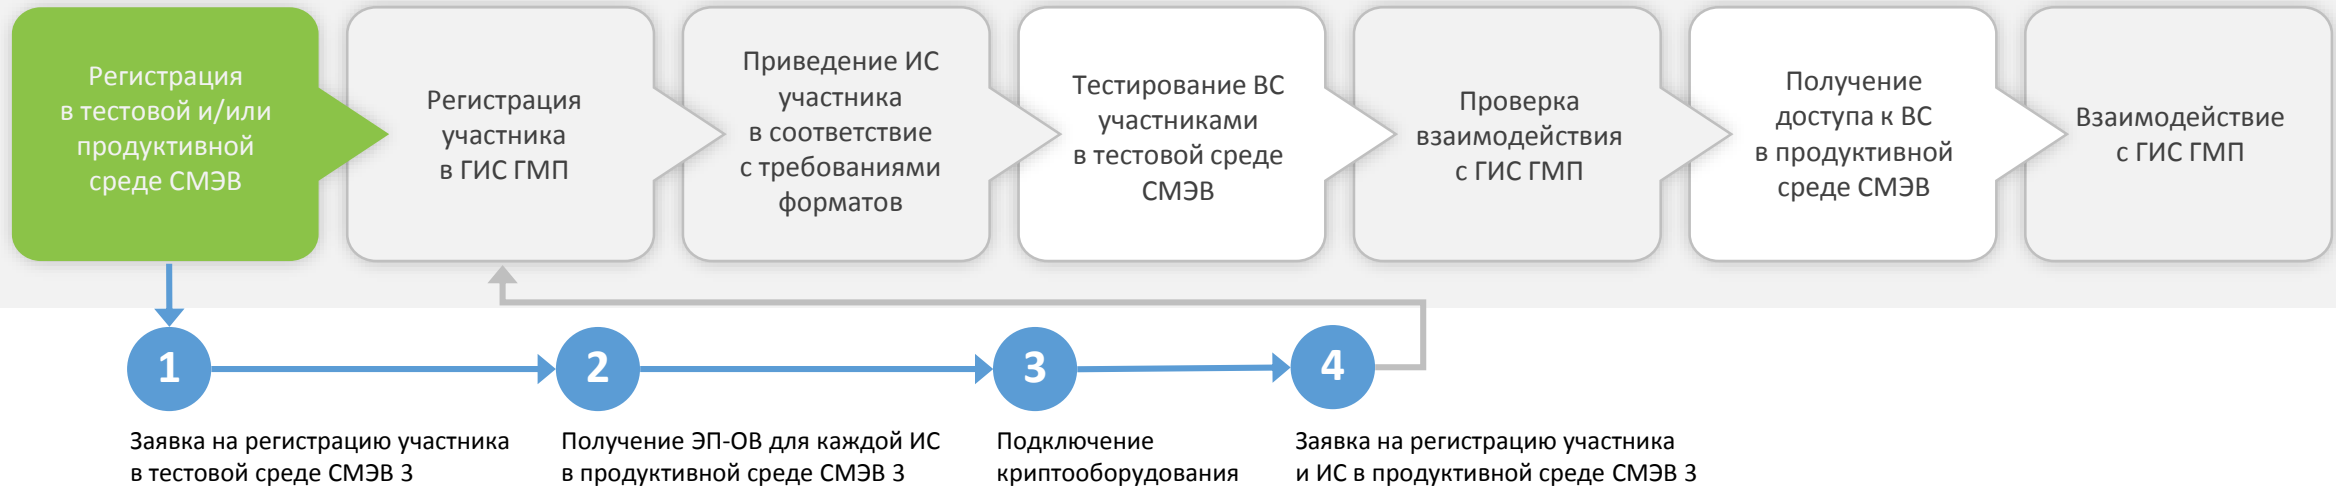 Регистрация
в тестовой и/или
продуктивной
среде СМЭВ
Регистрация
участника
в ГИС ГМП
Приведение ИС
участника
в соответствие
с требованиями
форматов
Тестирование ВС
участниками
в тестовой среде
СМЭВ
Проверка
взаимодействия
с ГИС ГМП
Получение
доступа к ВС
в продуктивной
среде СМЭВ
Взаимодействие
с ГИС ГМП
1
2
3
4
Заявка на регистрацию участника
в тестовой среде СМЭВ 3
Получение ЭП-ОВ для каждой ИС
в продуктивной среде СМЭВ 3
Подключение
криптооборудования
Заявка на регистрацию участника
и ИС в продуктивной среде СМЭВ 3